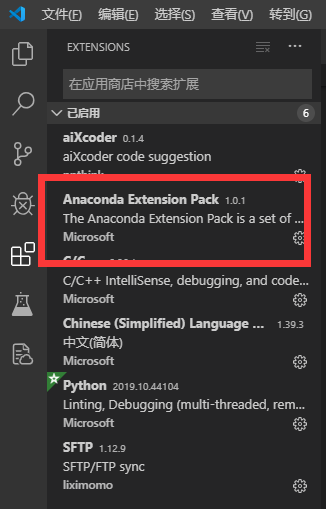 文件(F) 编辑(E) 选择(S) 查看(V) 转到(G)
EXTENSIONS
在应用商店中搜索扩展
已启用 6
aiXcoder 0.1.4
aiXcoder code suggestion
Anaconda Extension Pack 1.0.1
The Anaconda Extension Pack is a set of ...
Microsoft
C/C++ IntelliSense, debugging, and code...
Microsoft
Chinese (Simplified) Language ... 1.39.3
中文(简体)
Microsoft
Python 2019.10.44104
Linting, Debugging (multi-threaded, rem...
Microsoft
SFTP 1.12.9
SFTP/FTP sync
liximomo